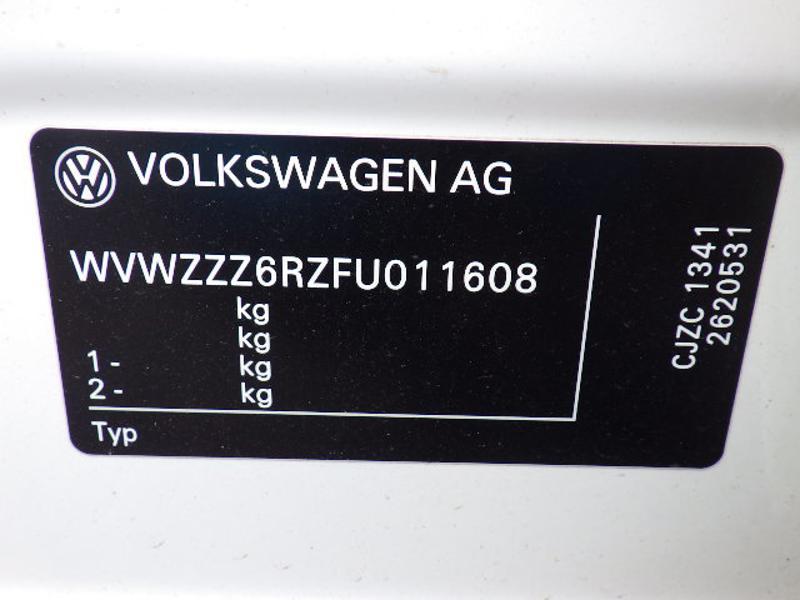 VOLKSWAGEN AG
WVWZZZ6RZFU011608
kg
kg
1 - kg
2 - kg
Typ
CJZC 1341
2620531